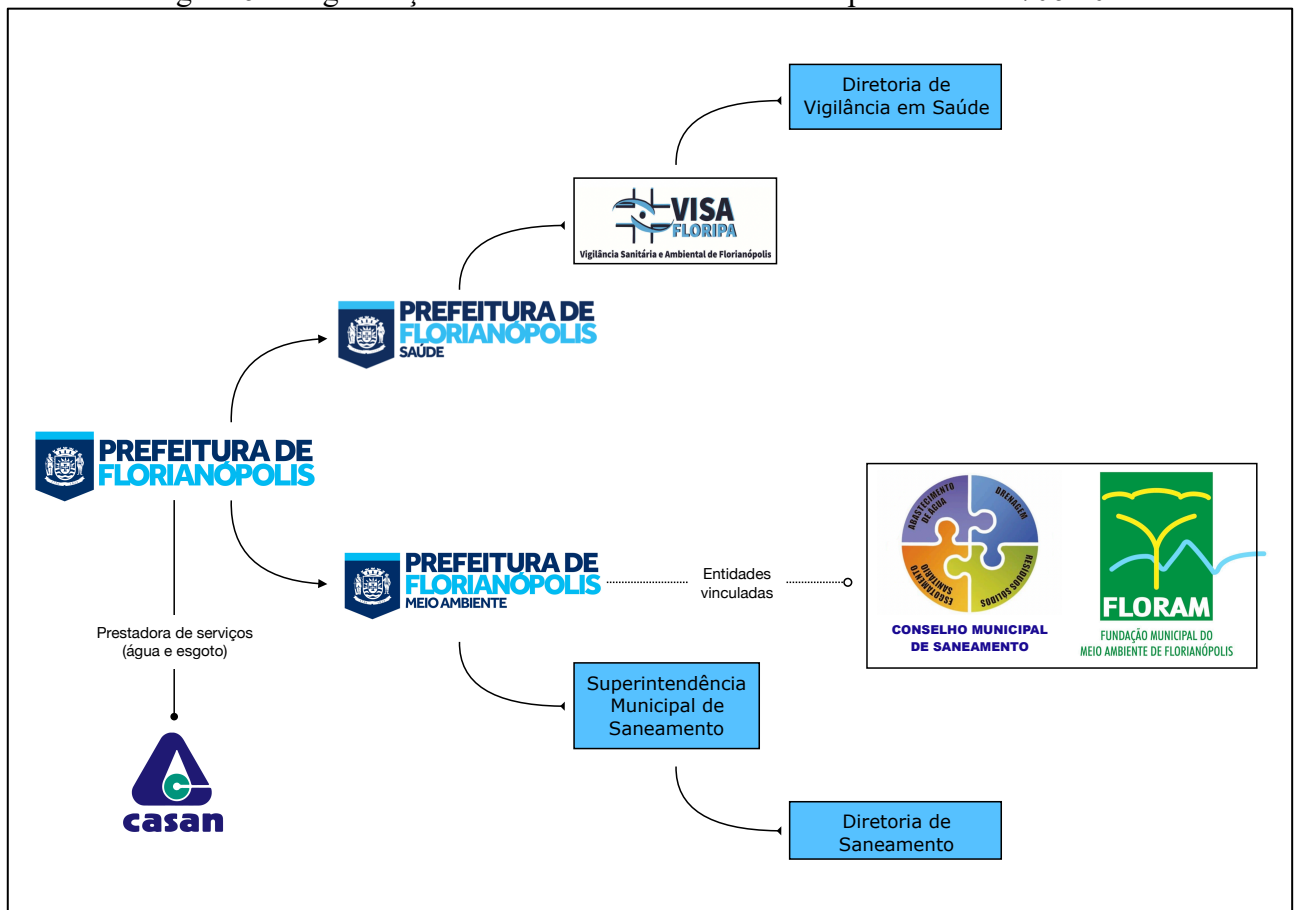 Diretoria de
Vigilância em Saúde
VISA
FLORIPA
Vigilância Sanitária e Ambiental de Florianópolis
PREFEITURA DE
FLORIANÓPOLIS
SAÚDE
PREFEITURA DE
FLORIANÓPOLIS
PREFEITURA DE
FLORIANÓPOLIS
MEIO AMBIENTE
Entidades
vinculadas
ABASTECIMENTO
DE ÁGUA
DRENAGEM
ESGOTAMENTO
SANITÁRIO
RESÍDUOS SÓLIDOS
CONSELHO MUNICIPAL
DE SANEAMENTO
FLORAM
FUNDAÇÃO MUNICIPAL DO
MEIO AMBIENTE DE FLORIANÓPOLIS
Prestadora de serviços
(água e esgoto)
casan
Superintendência
Municipal de
Saneamento
Diretoria de
Saneamento